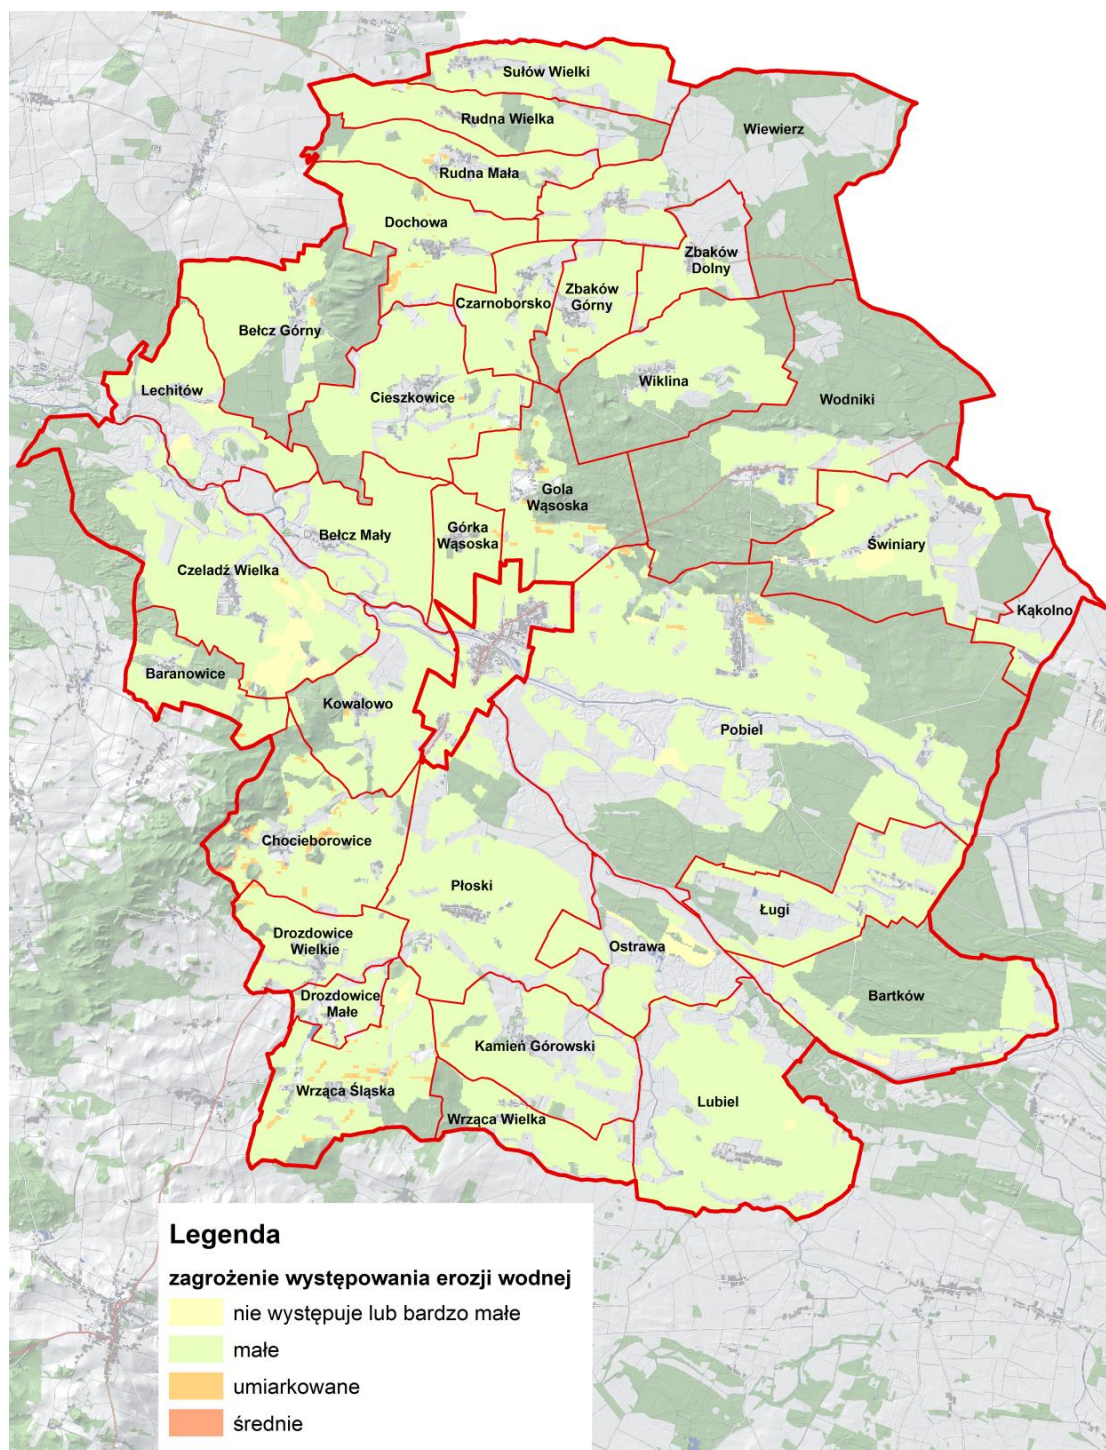 Sułów Wielki
Rudna Wielka
Wiewierz
Rudna Mała
Dochowa
Zbaków
Dolny
Czarnoborsko
Zbaków
Górny
Bełcz Górny
Lechitów
Cieszkowice
Wiklina
Wodniki
Gola
Wąsoska
Bełcz Mały
Górka
Wąsoska
Świniary
Czeladź Wielka
Kąkolno
Baranowice
Kowalowo
Pobiel
Chocieborowice
Płoski
Ługi
Drozdowice
Wielkie
Ostrawa
Bartków
Drozdowice
Małe
Kamień Górowski
Wrząca Śląska
Wrząca Wielka
Lubiel
Legenda
zagrożenie występowania erozji wodnej
nie występuje lub bardzo małe
małe
umiarkowane
średnie